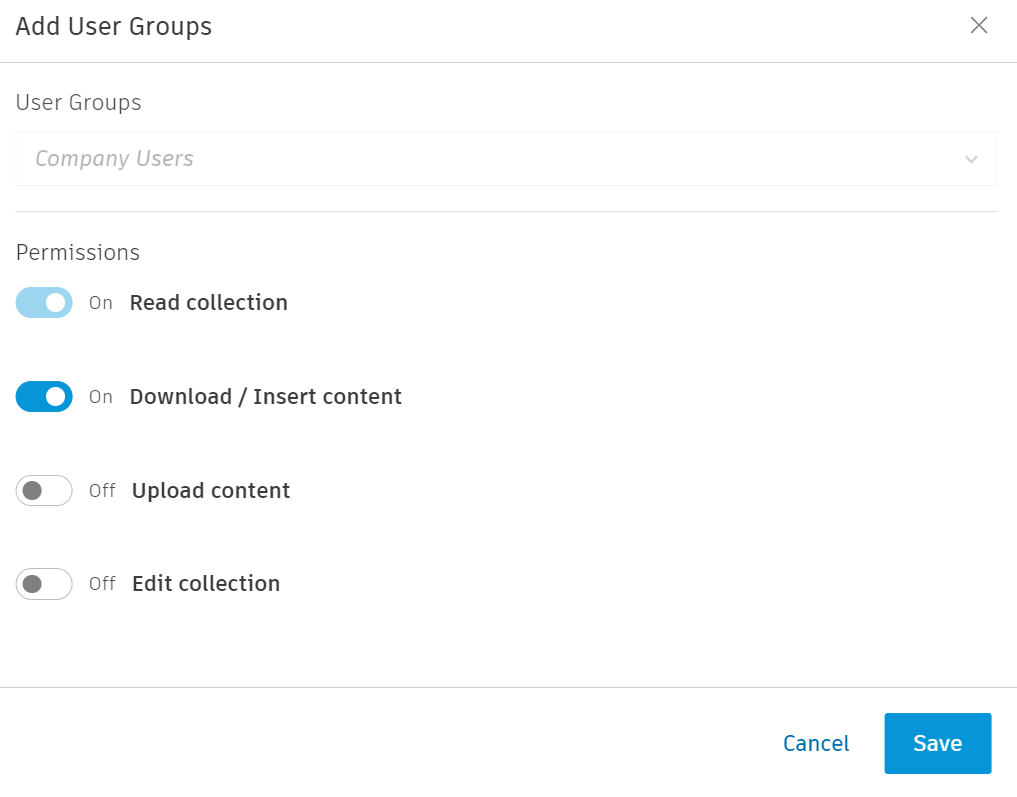 Add User Groups
User Groups
Company Users
Permissions
On Read collection
On Download / Insert content
Off Upload content
Off Edit collection
Cancel Save